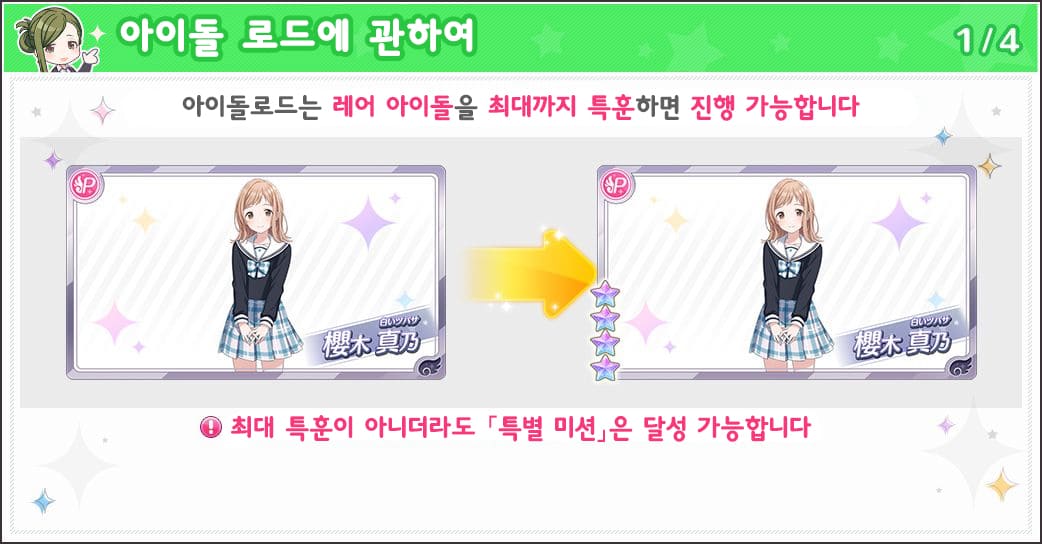 아이돌 로드에 관하여
1/4
아이돌로드는 레어 아이돌을 최대까지 특훈하면 진행 가능합니다
P
白いツバサ
櫻木 真乃
P
白いツバサ
櫻木 真乃
최대 특훈이 아니더라도 「특별 미션」은 달성 가능합니다